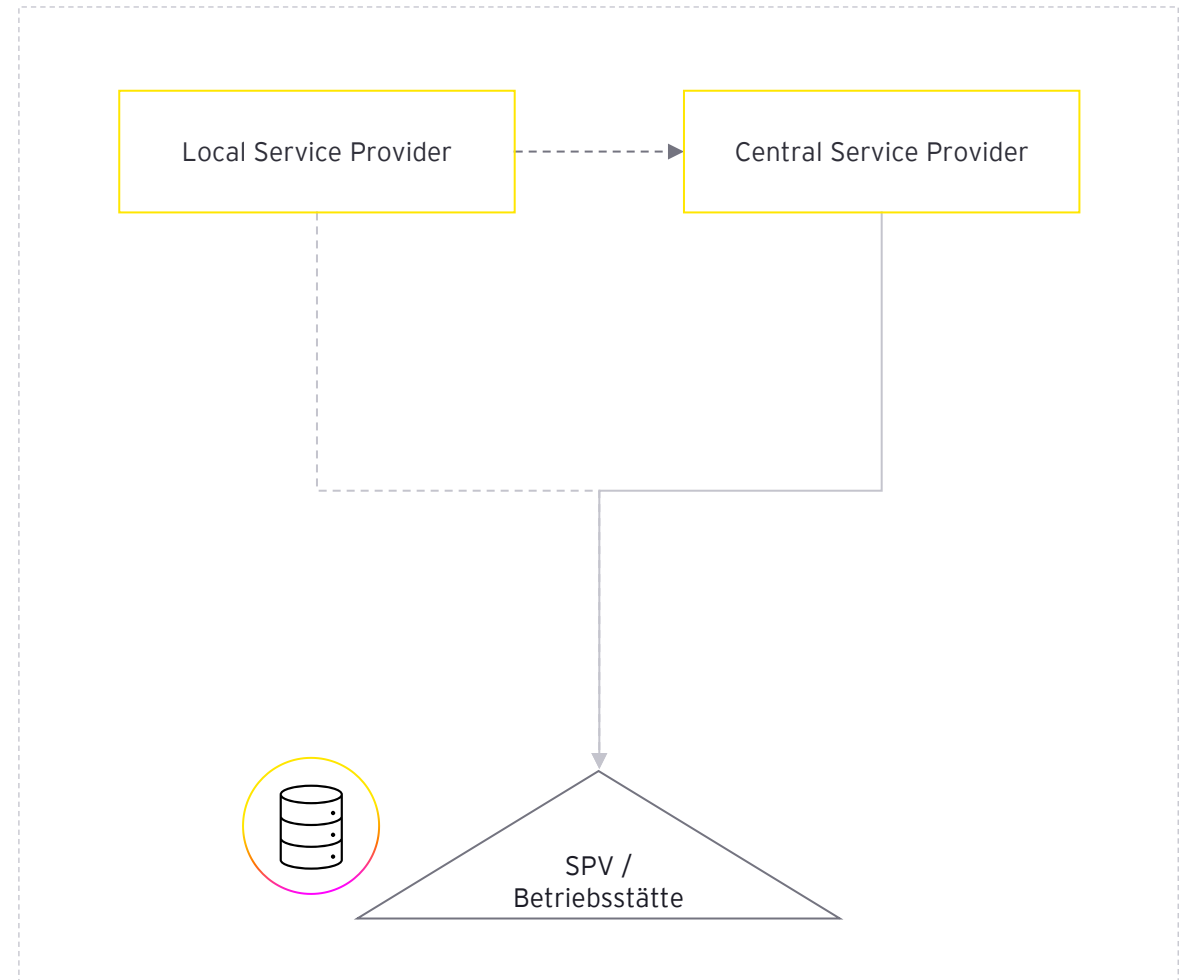 Local Service Provider
Central Service Provider
SPV /
Betriebsstätte